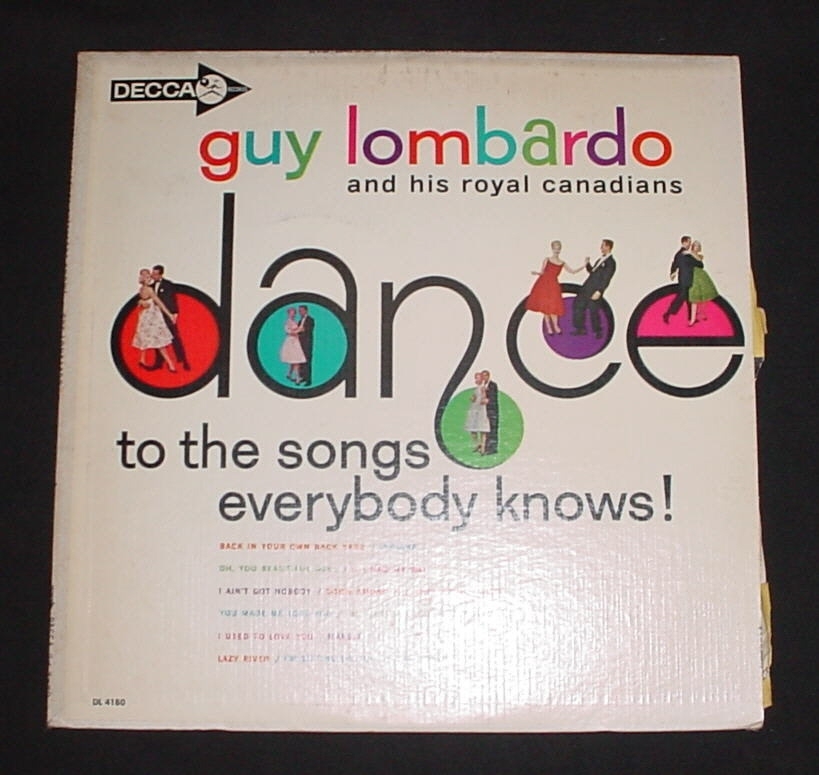 DECCA RECORDS
guy lombardo
and his royal canadians
dance
to the songs
everybody knows!
BACK IN YOUR OWN BACK YARD /
OH, YOU BEAUTIFUL DOLL /
I AIN'T GOT NOBODY /
YOU MADE ME LOVE YOU /
I USED TO LOVE YOU
LAZY RIVER /
DL 4180